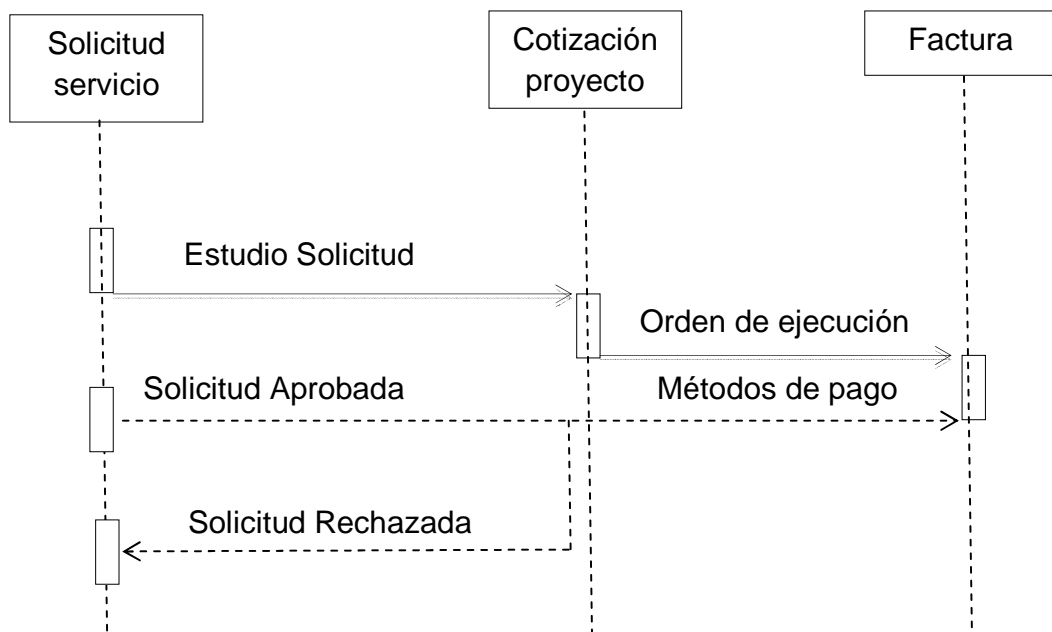 Solicitud
servicio
Cotización
proyecto
Factura
Estudio Solicitud
Orden de ejecución
Solicitud Aprobada
Métodos de pago
Solicitud Rechazada